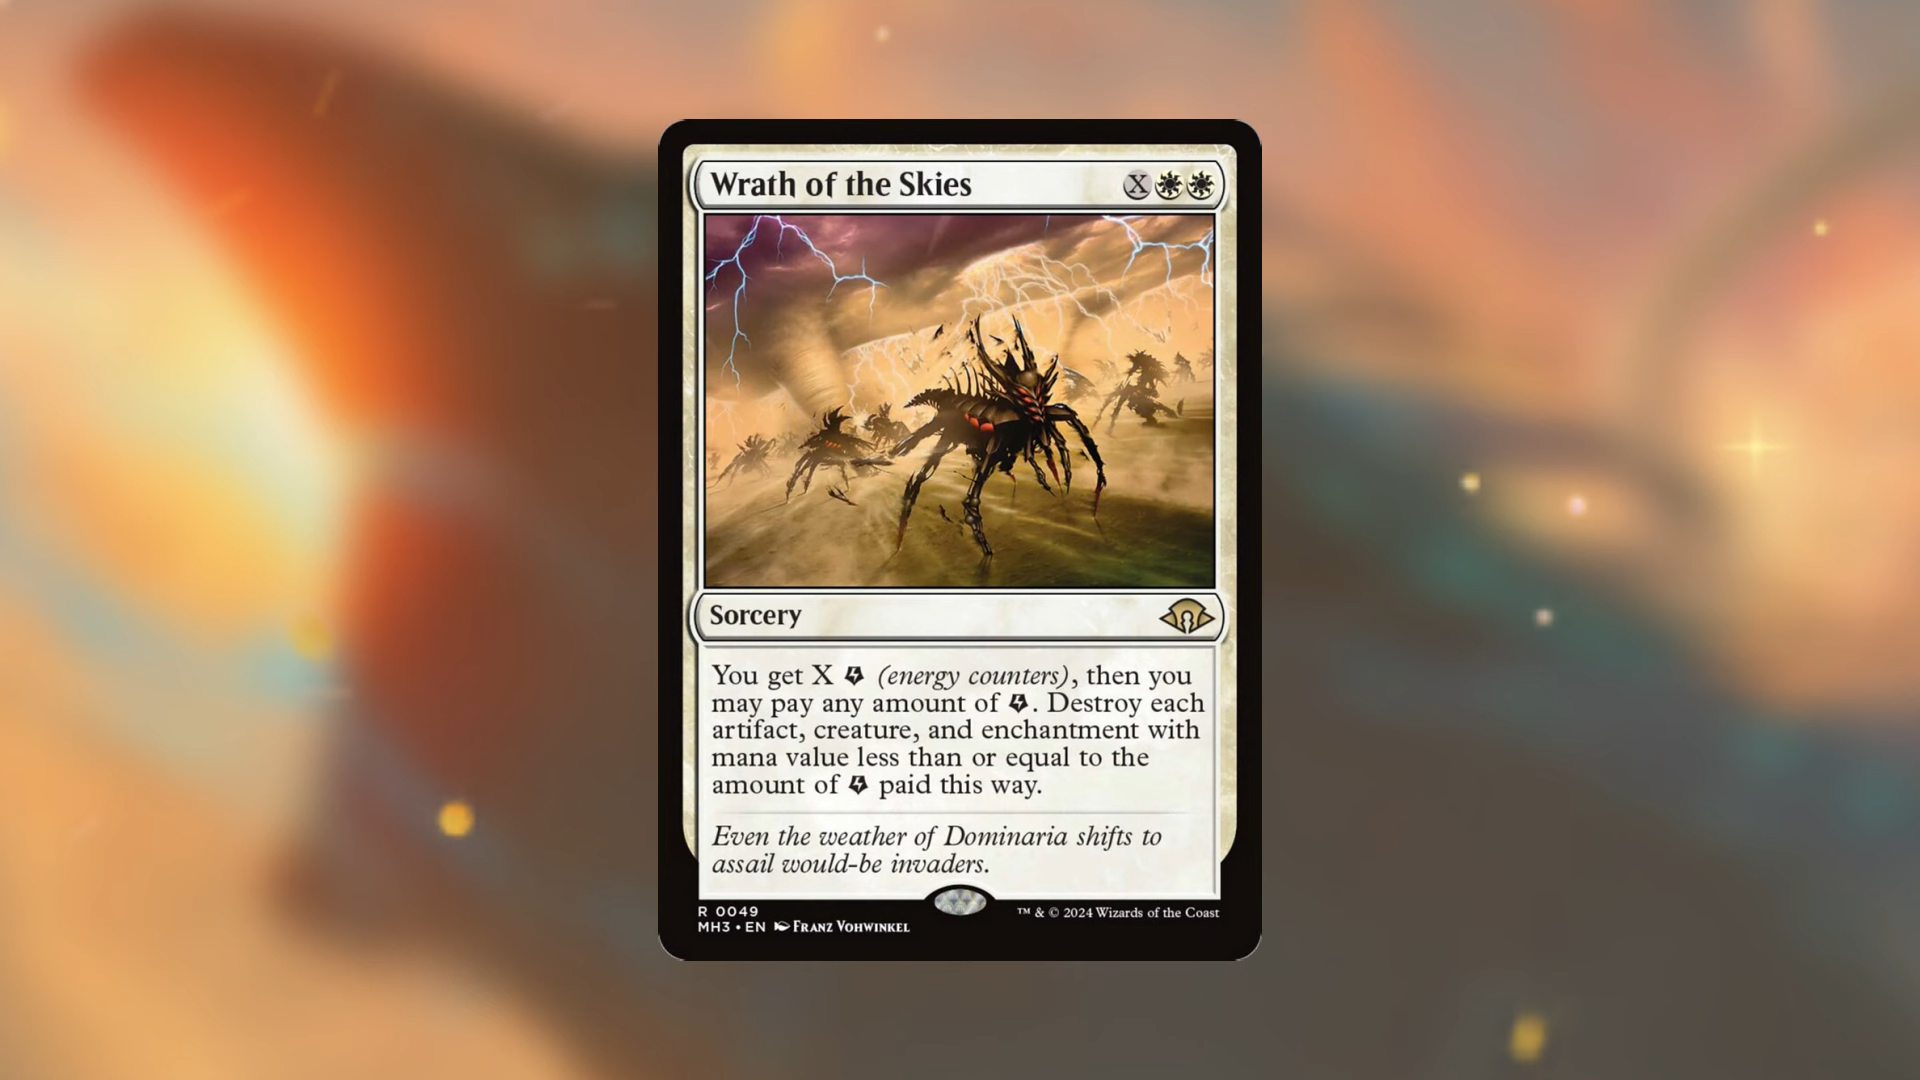 Wrath of the Skies X
Sorcery
You get X (energy counters), then you
may pay any amount of . Destroy each
artifact, creature, and enchantment with
mana value less than or equal to the
amount of paid this way.
Even the weather of Dominaria shifts to
assail would-be invaders.
R 0049
MH3 • EN Franz Vohwinkel
™ & © 2024 Wizards of the Coast